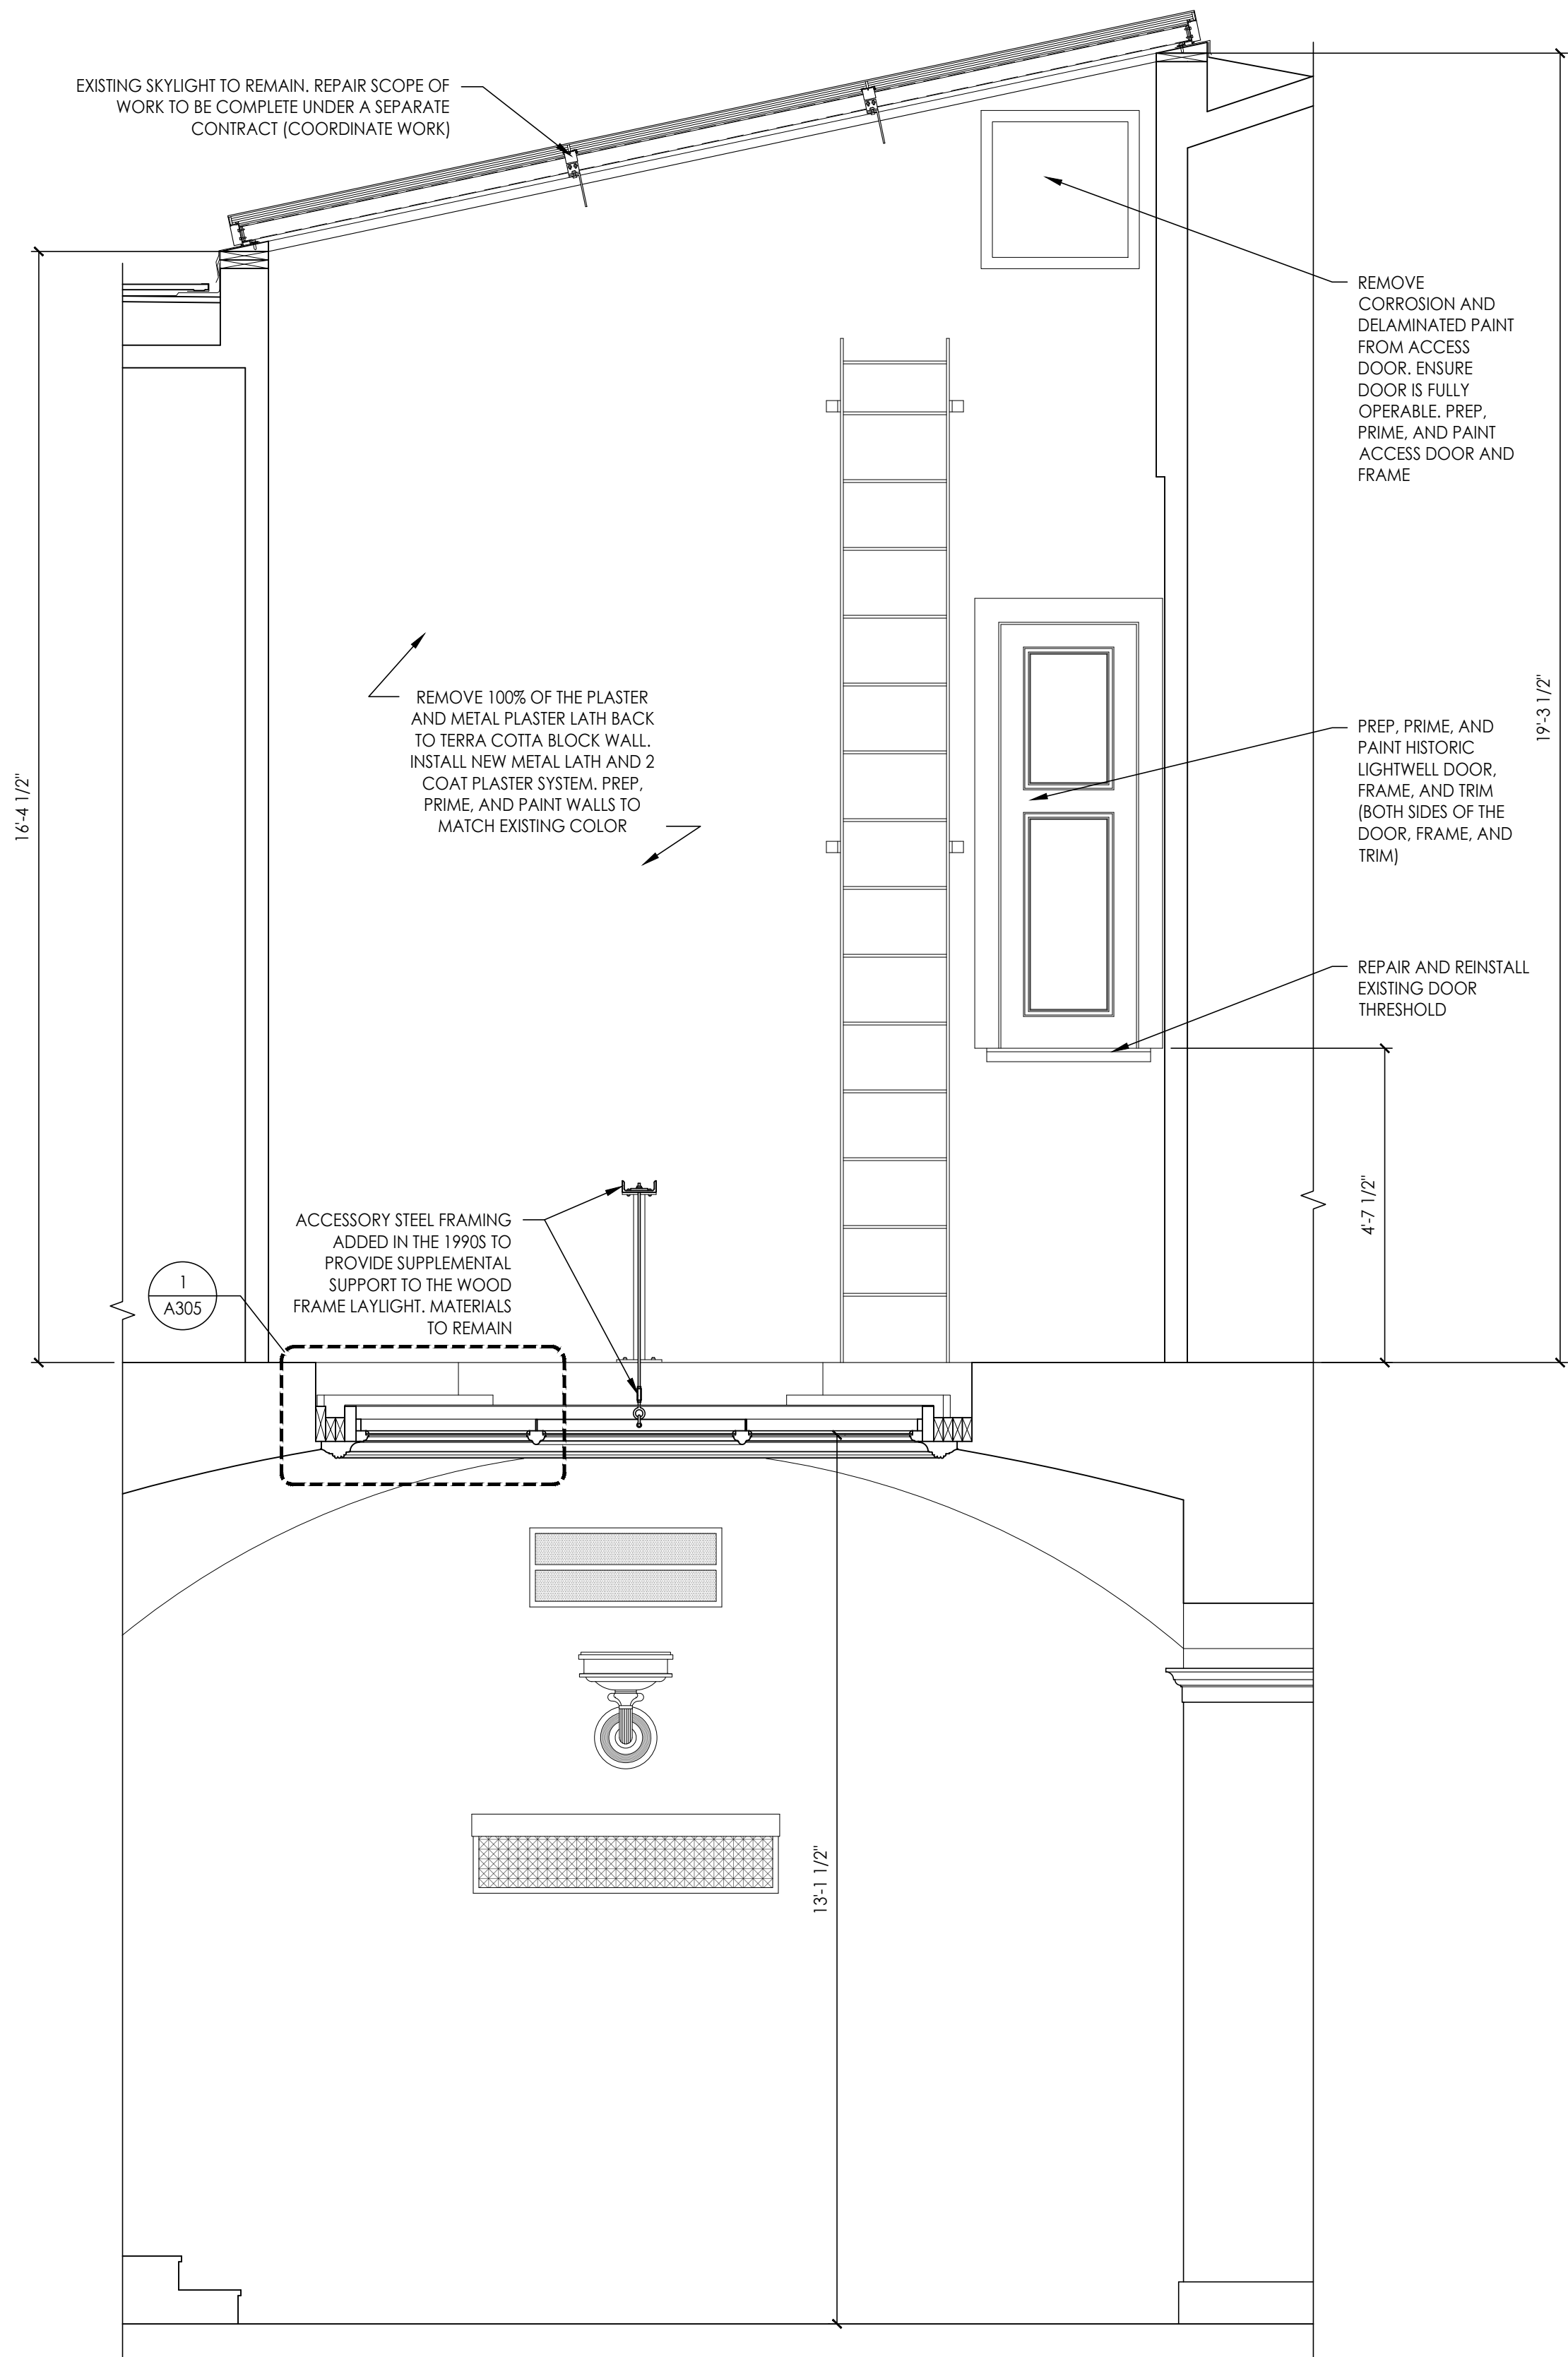 EXISTING SKYLIGHT TO REMAIN. REPAIR SCOPE OF
WORK TO BE COMPLETE UNDER A SEPARATE
CONTRACT (COORDINATE WORK)
REMOVE
CORROSION AND
DELAMINATED PAINT
FROM ACCESS
DOOR. ENSURE
DOOR IS FULLY
OPERABLE. PREP,
PRIME, AND PAINT
ACCESS DOOR AND
FRAME
16'-4 1/2"
REMOVE 100% OF THE PLASTER
AND METAL PLASTER LATH BACK
TO TERRA COTTA BLOCK WALL.
INSTALL NEW METAL LATH AND 2
COAT PLASTER SYSTEM. PREP,
PRIME, AND PAINT WALLS TO
MATCH EXISTING COLOR
19'-3 1/2"
PREP, PRIME, AND
PAINT HISTORIC
LIGHTWELL DOOR,
FRAME, AND TRIM
(BOTH SIDES OF THE
DOOR, FRAME, AND
TRIM)
REPAIR AND REINSTALL
EXISTING DOOR
THRESHOLD
4'-7 1/2"
ACCESSORY STEEL FRAMING
ADDED IN THE 1990S TO
PROVIDE SUPPLEMENTAL
SUPPORT TO THE WOOD
FRAME LAYLIGHT. MATERIALS
TO REMAIN
1
A305
13'-1 1/2"